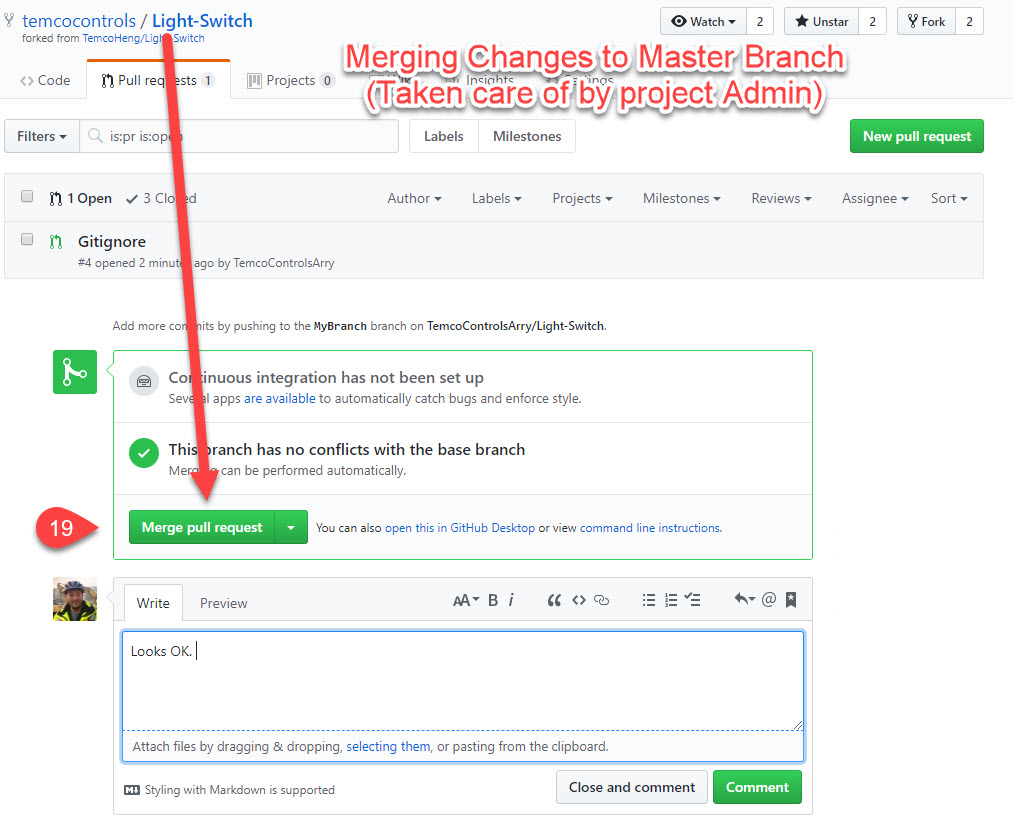 temcocontrols / Light-Switch
forked from TemcoHeng/Light-Switch
Watch 2 Unstar 2 Fork 2
Merging Changes to Master Branch
(Taken care of by project Admin)
Code Pull requests 1 Projects 0 Insights Settings
Filters is:pr is:open Labels Milestones New pull request
1 Open 3 Closed Author Labels Projects Milestones Reviews Assignee Sort
Gitignore
#4 opened 2 minutes ago by TemcoControlsArry
Add more commits by pushing to the MyBranch branch on TemcoControlsArry/Light-Switch.
Continuous integration has not been set up
Several apps are available to automatically catch bugs and enforce style.
This branch has no conflicts with the base branch
Merging can be performed automatically.
19 Merge pull request You can also open this in GitHub Desktop or view command line instructions.
Write Preview AA B i
Looks OK.
Attach files by dragging & dropping, selecting them, or pasting from the clipboard.
Styling with Markdown is supported Close and comment Comment